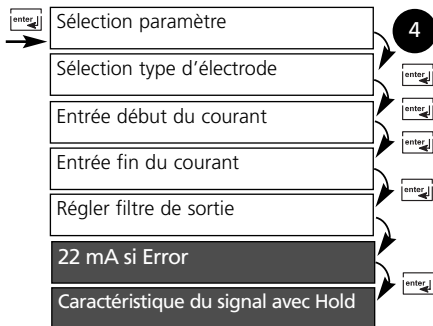 enter
Sélection paramètre
4
Sélection type d'électrode
enter
Entrée début du courant
enter
enter
Entrée fin du courant
enter
Régler filtre de sortie
22 mA si Error
enter
Caractéristique du signal avec Hold